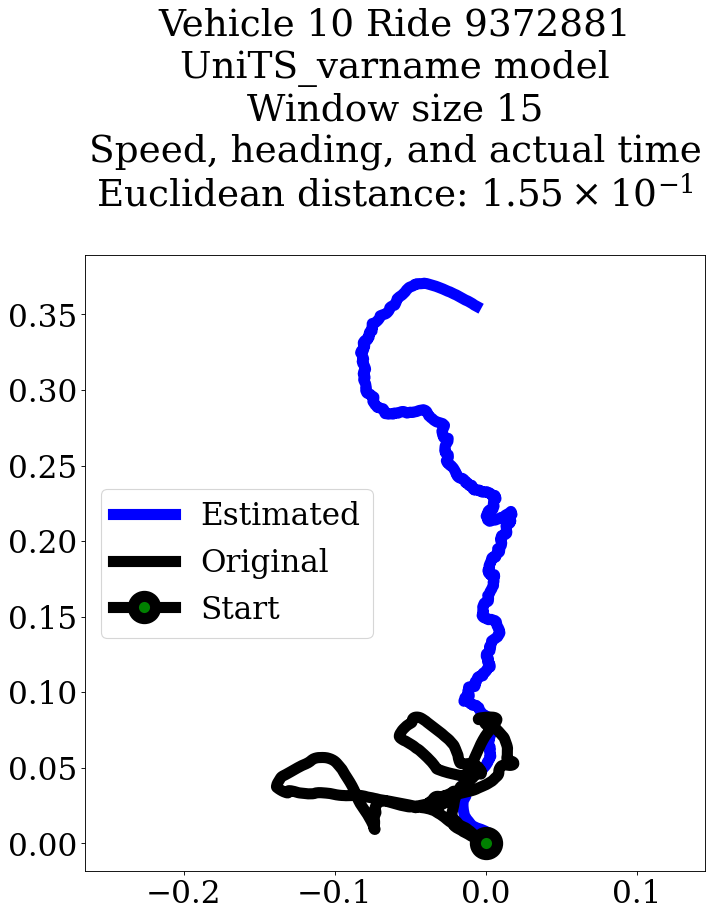 Vehicle 10 Ride 9372881
UniTS_varname model
Window size 15
Speed, heading, and actual time
Euclidean distance: 1.55 × 10⁻¹
0.35
0.30
0.25
0.20
0.15
0.10
0.05
0.00
Estimated
Original
Start
−0.2 −0.1 0.0 0.1